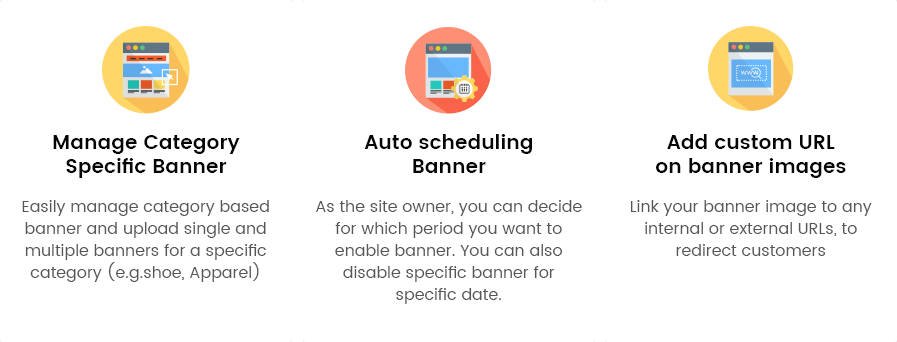 Manage Category
Specific Banner
Easily manage category based
banner and upload single and
multiple banners for a specific
category (e.g.shoe, Apparel)
Auto scheduling
Banner
As the site owner, you can decide
for which period you want to
enable banner. You can also
disable specific banner for
specific date.
www
Add custom URL
on banner images
Link your banner image to any
internal or external URLs, to
redirect customers